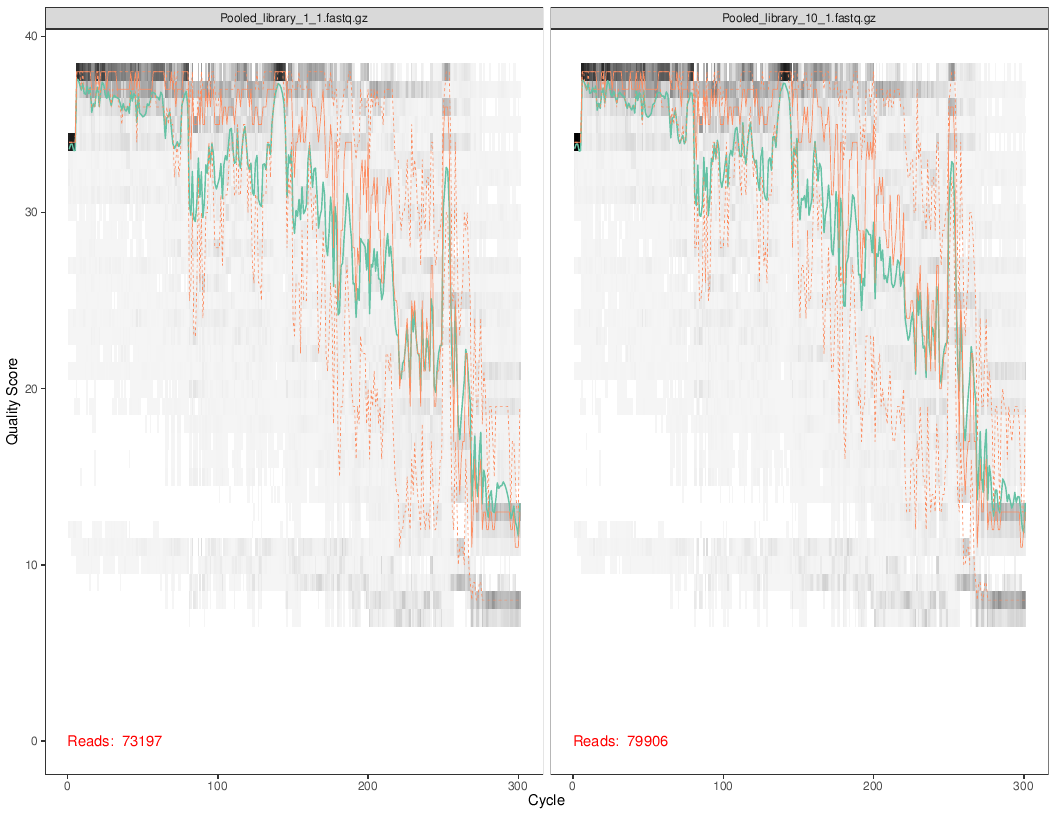 Pooled_library_1_1.fastq.gz
Pooled_library_10_1.fastq.gz
Quality Score
40
30
20
10
0
Reads: 73197
Reads: 79906
0 100 200 300
0 100 200 300
Cycle